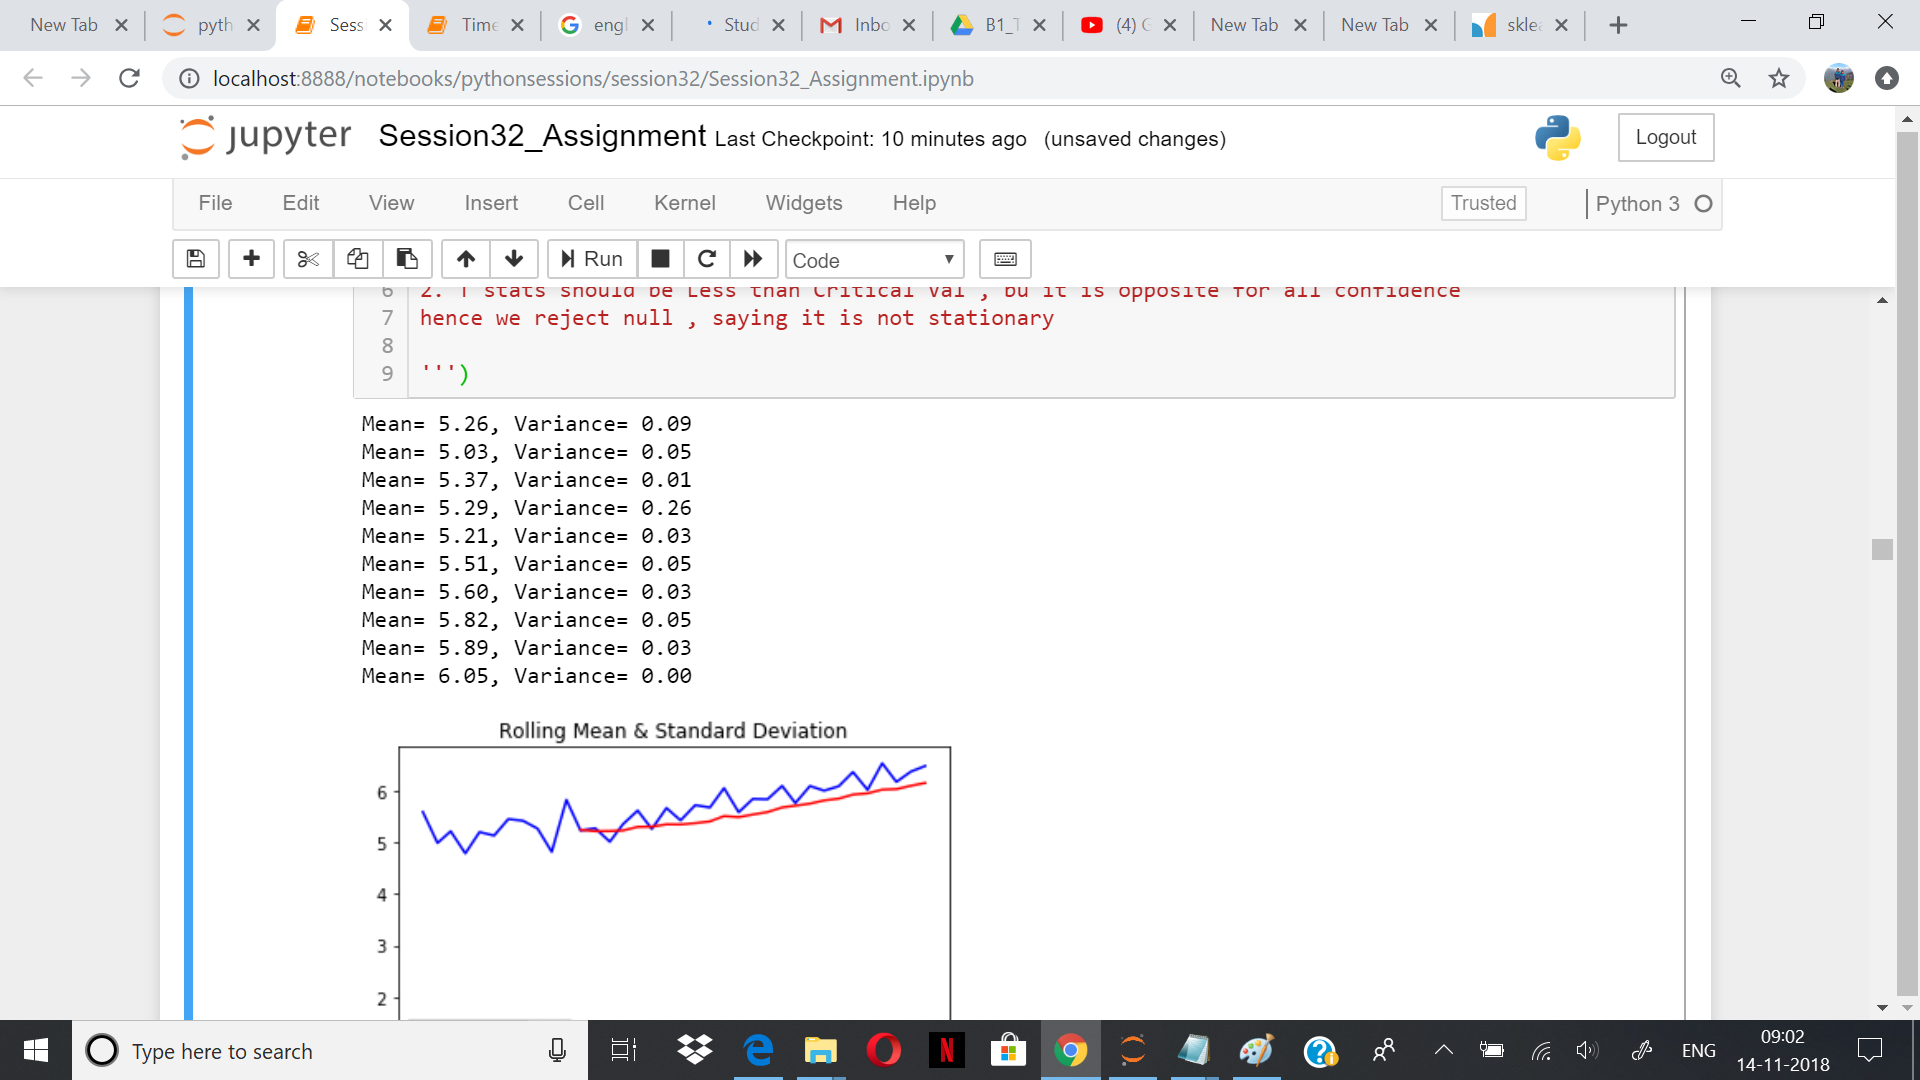 New Tab
pyth
Sess
Time
engl
Stud
Inbo
B1_T
(4) G
New Tab
New Tab
skle
localhost:8888/notebooks/pythonsessions/session32/Session32_Assignment.ipynb
jupyter Session32_Assignment Last Checkpoint: 10 minutes ago (unsaved changes)
Logout
File Edit View Insert Cell Kernel Widgets Help
Trusted
Python 3
Run
Code
6 2. T stats should be Less than Critical val , bu it is opposite for all confidence
7 hence we reject null , saying it is not stationary
8
9 ''')
Mean= 5.26, Variance= 0.09
Mean= 5.03, Variance= 0.05
Mean= 5.37, Variance= 0.01
Mean= 5.29, Variance= 0.26
Mean= 5.21, Variance= 0.03
Mean= 5.51, Variance= 0.05
Mean= 5.60, Variance= 0.03
Mean= 5.82, Variance= 0.05
Mean= 5.89, Variance= 0.03
Mean= 6.05, Variance= 0.00
Rolling Mean & Standard Deviation
6
5
4
3
2
Type here to search
ENG
09:02
14-11-2018